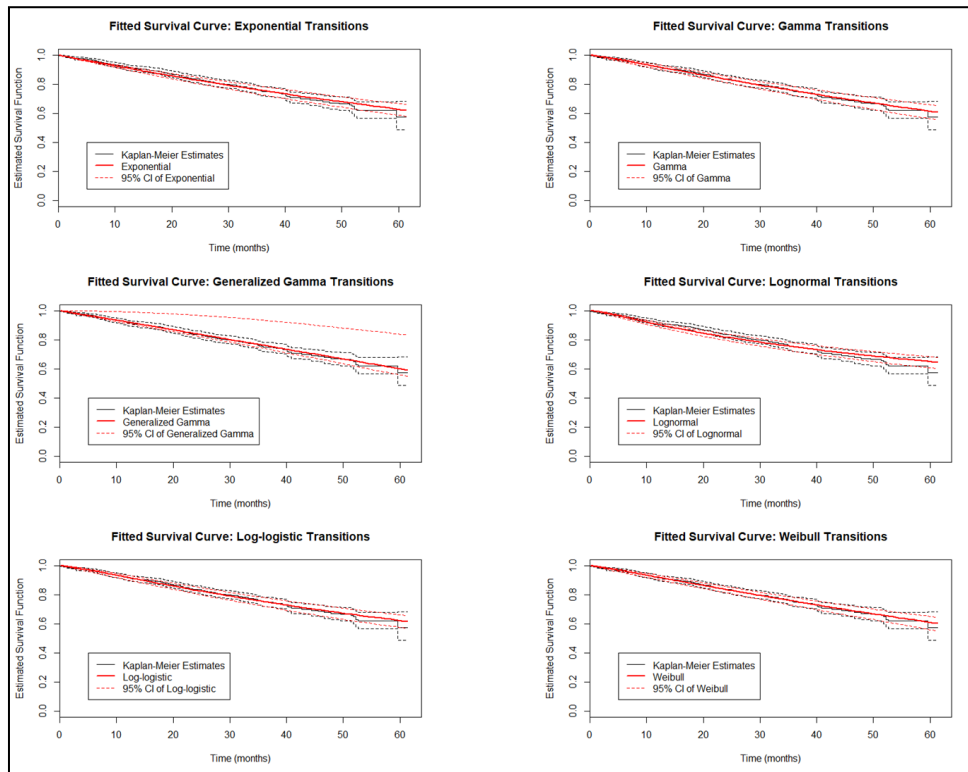 Fitted Survival Curve: Exponential Transitions
Estimated Survival Function
1.0
0.8
0.6
0.4
0.2
0.0
Kaplan-Meier Estimates
Exponential
95% CI of Exponential
0 10 20 30 40 50 60
Time (months)
Fitted Survival Curve: Gamma Transitions
Estimated Survival Function
1.0
0.8
0.6
0.4
0.2
0.0
Kaplan-Meier Estimates
Gamma
95% CI of Gamma
0 10 20 30 40 50 60
Time (months)
Fitted Survival Curve: Generalized Gamma Transitions
Estimated Survival Function
1.0
0.8
0.6
0.4
0.2
0.0
Kaplan-Meier Estimates
Generalized Gamma
95% CI of Generalized Gamma
0 10 20 30 40 50 60
Time (months)
Fitted Survival Curve: Lognormal Transitions
Estimated Survival Function
1.0
0.8
0.6
0.4
0.2
0.0
Kaplan-Meier Estimates
Lognormal
95% CI of Lognormal
0 10 20 30 40 50 60
Time (months)
Fitted Survival Curve: Log-logistic Transitions
Estimated Survival Function
1.0
0.8
0.6
0.4
0.2
0.0
Kaplan-Meier Estimates
Log-logistic
95% CI of Log-logistic
0 10 20 30 40 50 60
Time (months)
Fitted Survival Curve: Weibull Transitions
Estimated Survival Function
1.0
0.8
0.6
0.4
0.2
0.0
Kaplan-Meier Estimates
Weibull
95% CI of Weibull
0 10 20 30 40 50 60
Time (months)